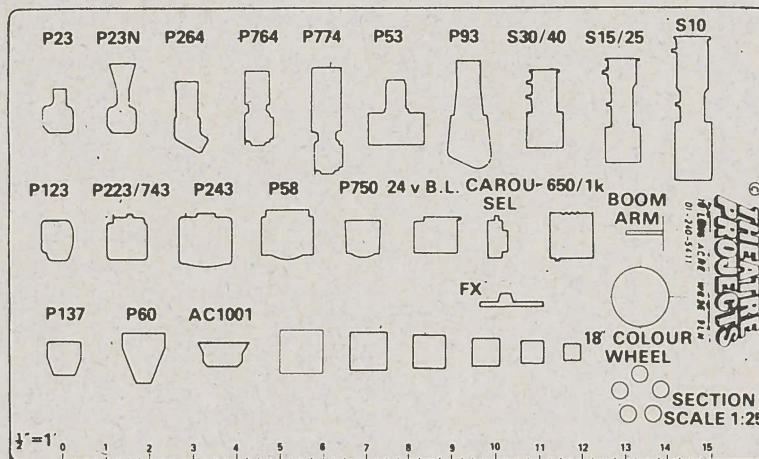 P23 P23N P264 P764 P774 P53 P93 S30/40 S15/25 S10
P123 P223/743 P243 P58 P750 24 v B.L. CAROU- 650/1k
SEL
BOOM
ARM
THEATRE
PROJECTS
01-240-5411
FX
P137 P60 AC1001
18" COLOUR
WHEEL
SECTION
SCALE 1:25
½"=1' 0 1 2 3 4 5 6 7 8 9 10 11 12 13 14 15